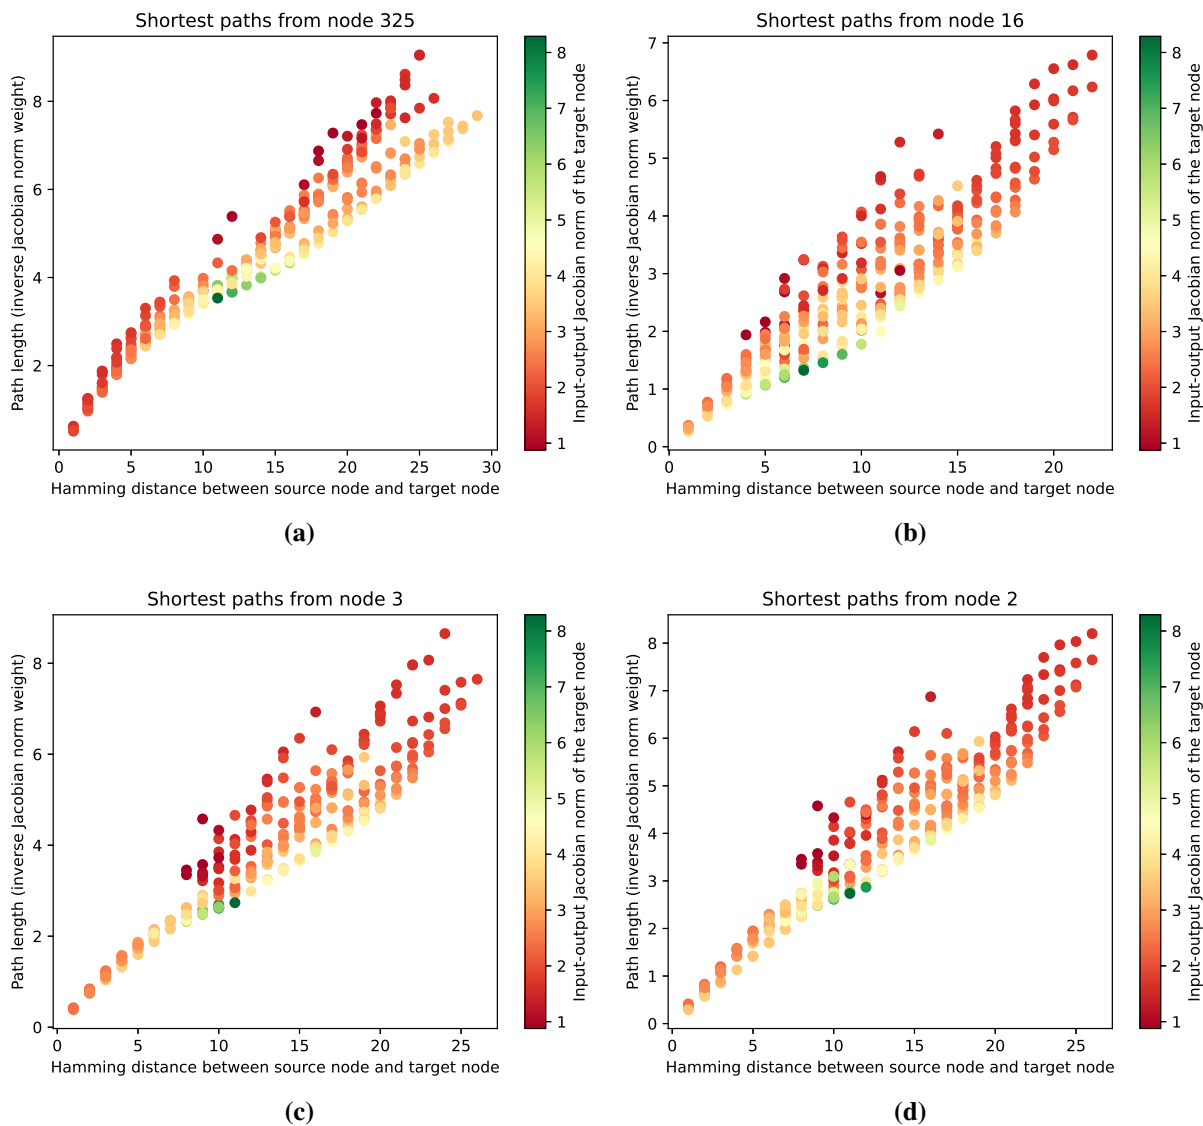 Shortest paths from node 325
Path length (inverse Jacobian norm weight)
8
6
4
2
0 5 10 15 20 25 30
Hamming distance between source node and target node
8
7
6
5
4
3
2
1
Input-output Jacobian norm of the target node
(a)
Shortest paths from node 16
Path length (inverse Jacobian norm weight)
7
6
5
4
3
2
1
0
0 5 10 15 20
Hamming distance between source node and target node
8
7
6
5
4
3
2
1
Input-output Jacobian norm of the target node
(b)
Shortest paths from node 3
Path length (inverse Jacobian norm weight)
8
6
4
2
0
0 5 10 15 20 25
Hamming distance between source node and target node
8
7
6
5
4
3
2
1
Input-output Jacobian norm of the target node
(c)
Shortest paths from node 2
Path length (inverse Jacobian norm weight)
8
7
6
5
4
3
2
1
0
0 5 10 15 20 25
Hamming distance between source node and target node
8
7
6
5
4
3
2
1
Input-output Jacobian norm of the target node
(d)